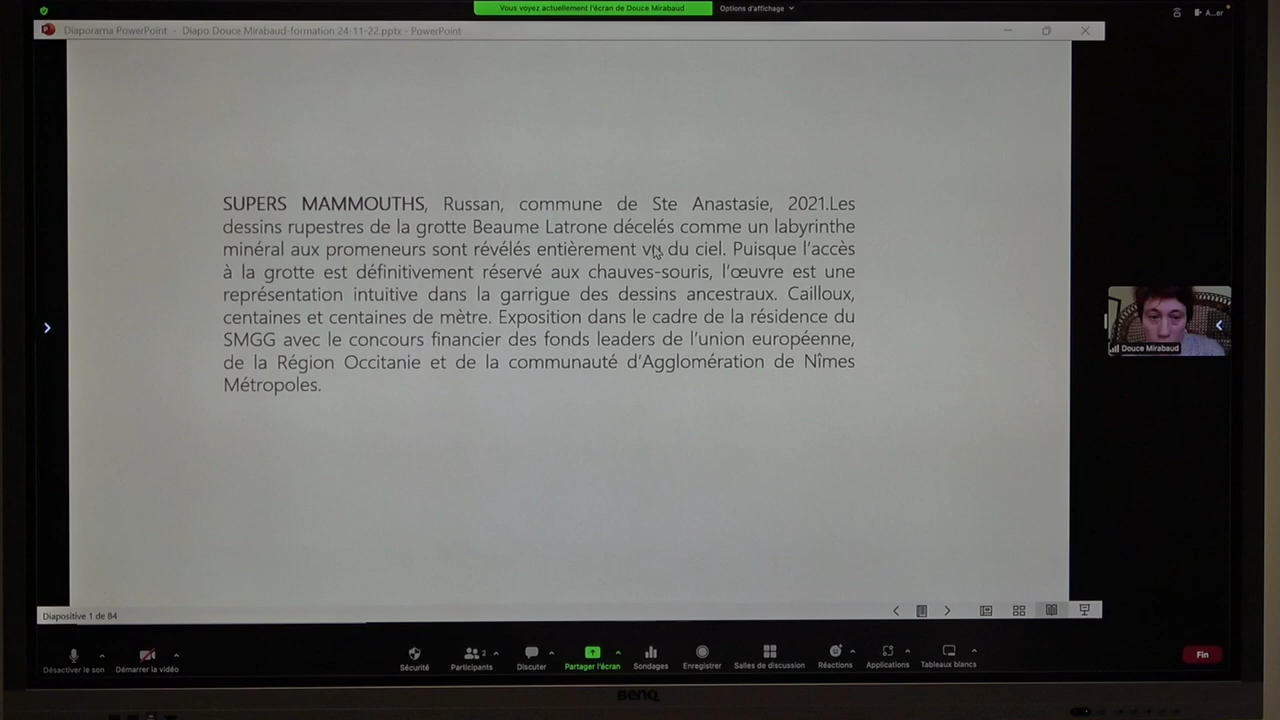 Vous voyez actuellement l'écran de Douce Mirabaud
Options d'affichage
A...er
Diaporama PowerPoint - Diapo Douce Mirabaud-formation 24-11-22.pptx - PowerPoint
SUPERS MAMMOUTHS, Russan, commune de Ste Anastasie, 2021.Les
dessins rupestres de la grotte Beaume Latrone décelés comme un labyrinthe
minéral aux promeneurs sont révélés entièrement vu du ciel. Puisque l'accès
à la grotte est définitivement réservé aux chauves-souris, l'œuvre est une
représentation intuitive dans la garrigue des dessins ancestraux. Cailloux,
centaines et centaines de mètre. Exposition dans le cadre de la résidence du
SMGG avec le concours financier des fonds leaders de l'union européenne,
de la Région Occitanie et de la communauté d'Agglomération de Nîmes
Métropoles.
Douce Mirabaud
Diapositive 1 de 84
Désactiver le son
Démarrer la vidéo
Sécurité
Participants
2
Discuter
Partager l'écran
Sondages
Enregistrer
Salles de discussion
Réactions
Applications
Tableaux blancs
Fin
BenQ